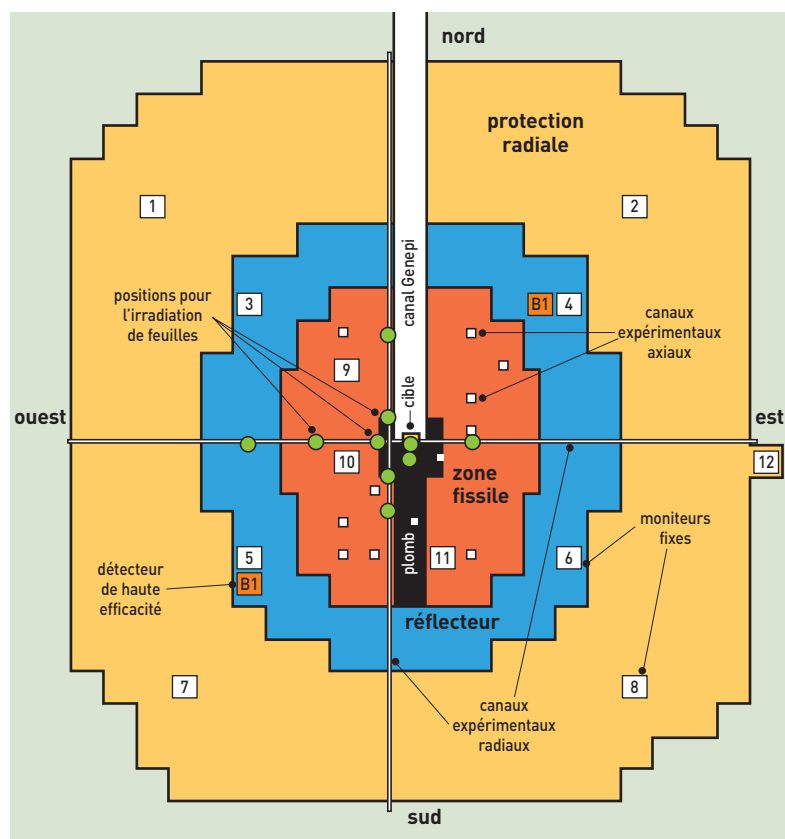 nord
protection
radiale
1
2
canal Genepi
positions pour
l'irradiation
de feuilles
3
B1
4
canaux
expérimentaux
axiaux
9
cible
ouest
est
10
zone
fissile
12
moniteurs
fixes
5
B1
plomb
11
6
détecteur
de haute
efficacité
réflecteur
7
8
canaux
expérimentaux
radiaux
sud